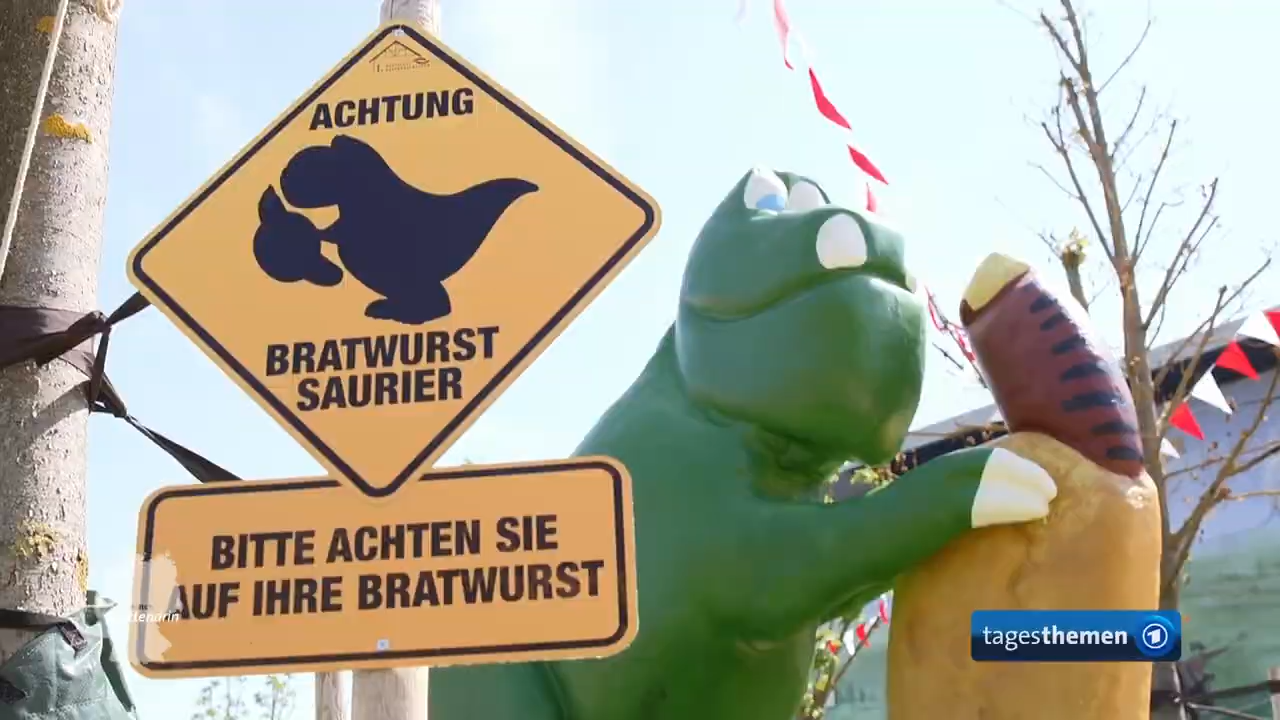 ACHTUNG
BRATWURST
SAURIER
BITTE ACHTEN SIE
AUF IHRE BRATWURST
tagesthemen